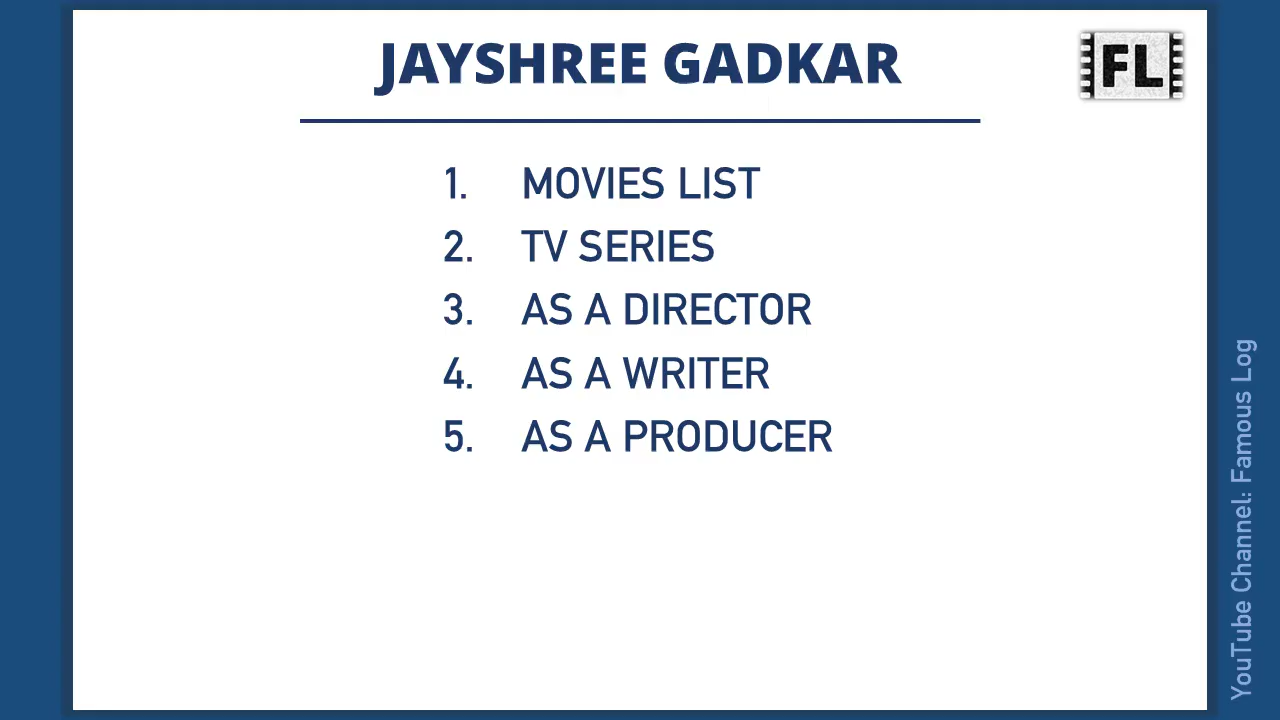 JAYSHREE GADKAR
FL
1. MOVIES LIST
2. TV SERIES
3. AS A DIRECTOR
4. AS A WRITER
5. AS A PRODUCER
YouTube Channel: Famous Log